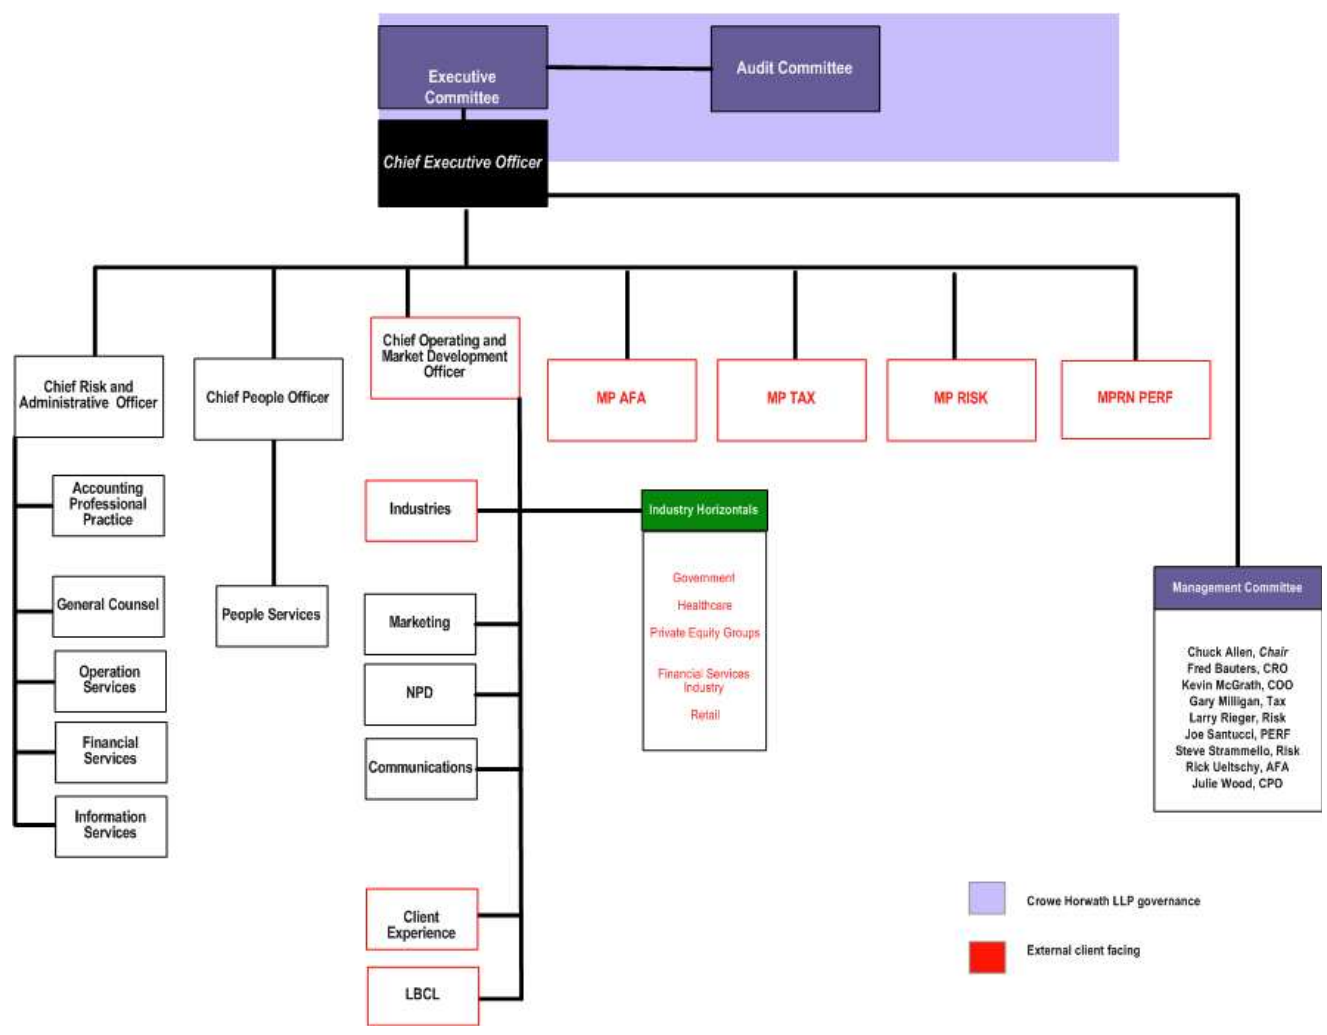 Executive
Committee
Audit Committee
Chief Executive Officer
Chief Risk and
Administrative Officer
Chief People Officer
Chief Operating and
Market Development
Officer
MP AFA
MP TAX
MP RISK
MPRN PERF
Accounting
Professional
Practice
General Counsel
Operation
Services
Financial
Services
Information
Services
People Services
Industries
Marketing
NPD
Communications
Client
Experience
LBCL
Industry Horizontals
Government
Healthcare
Private Equity Groups
Financial Services
Industry
Retail
Management Committee
Chuck Allen, Chair
Fred Bauters, CRO
Kevin McGrath, COO
Gary Milligan, Tax
Larry Rieger, Risk
Joe Santucci, PERF
Steve Strammello, Risk
Rick Ueltschy, AFA
Julie Wood, CPO
Crowe Horwath LLP governance
External client facing